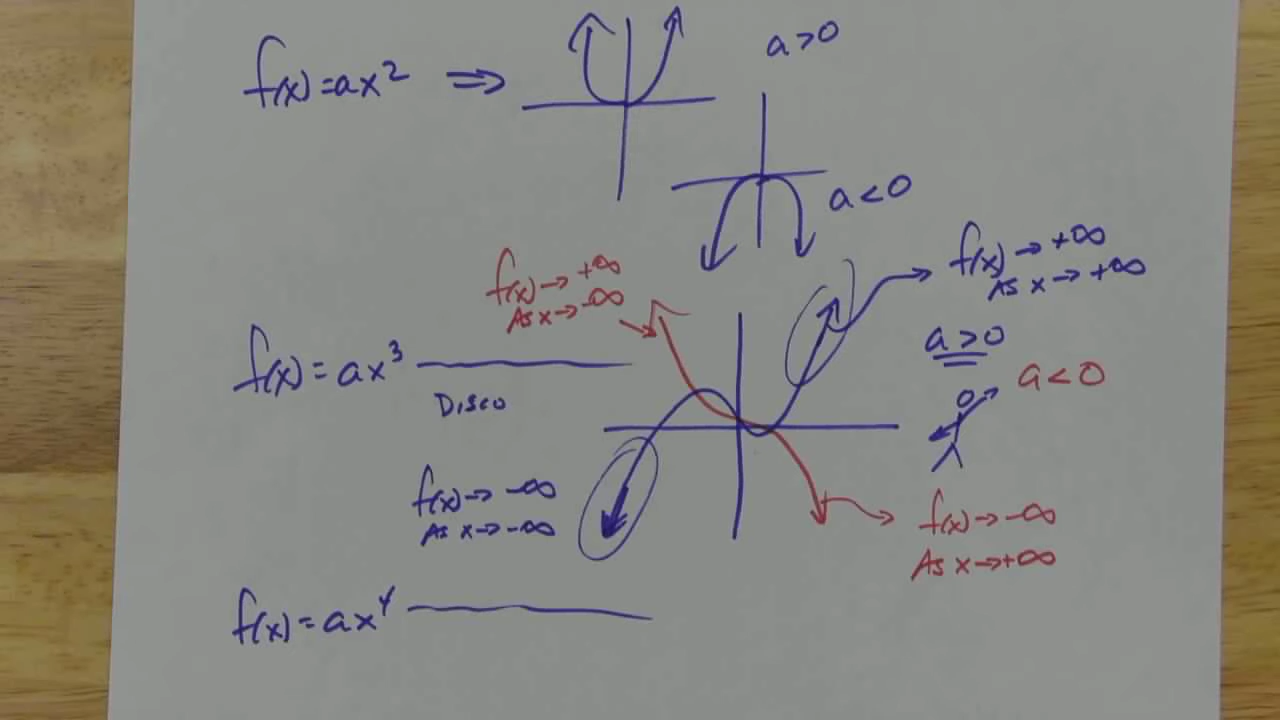 f(x)=ax² ⇒
a>0
a<0
f(x)→+∞
As x→-∞
f(x)→+∞
As x→+∞
f(x)=ax³
Disco
a>0
a<0
f(x)→-∞
As x→-∞
f(x)→-∞
As x→+∞
f(x)=ax⁴